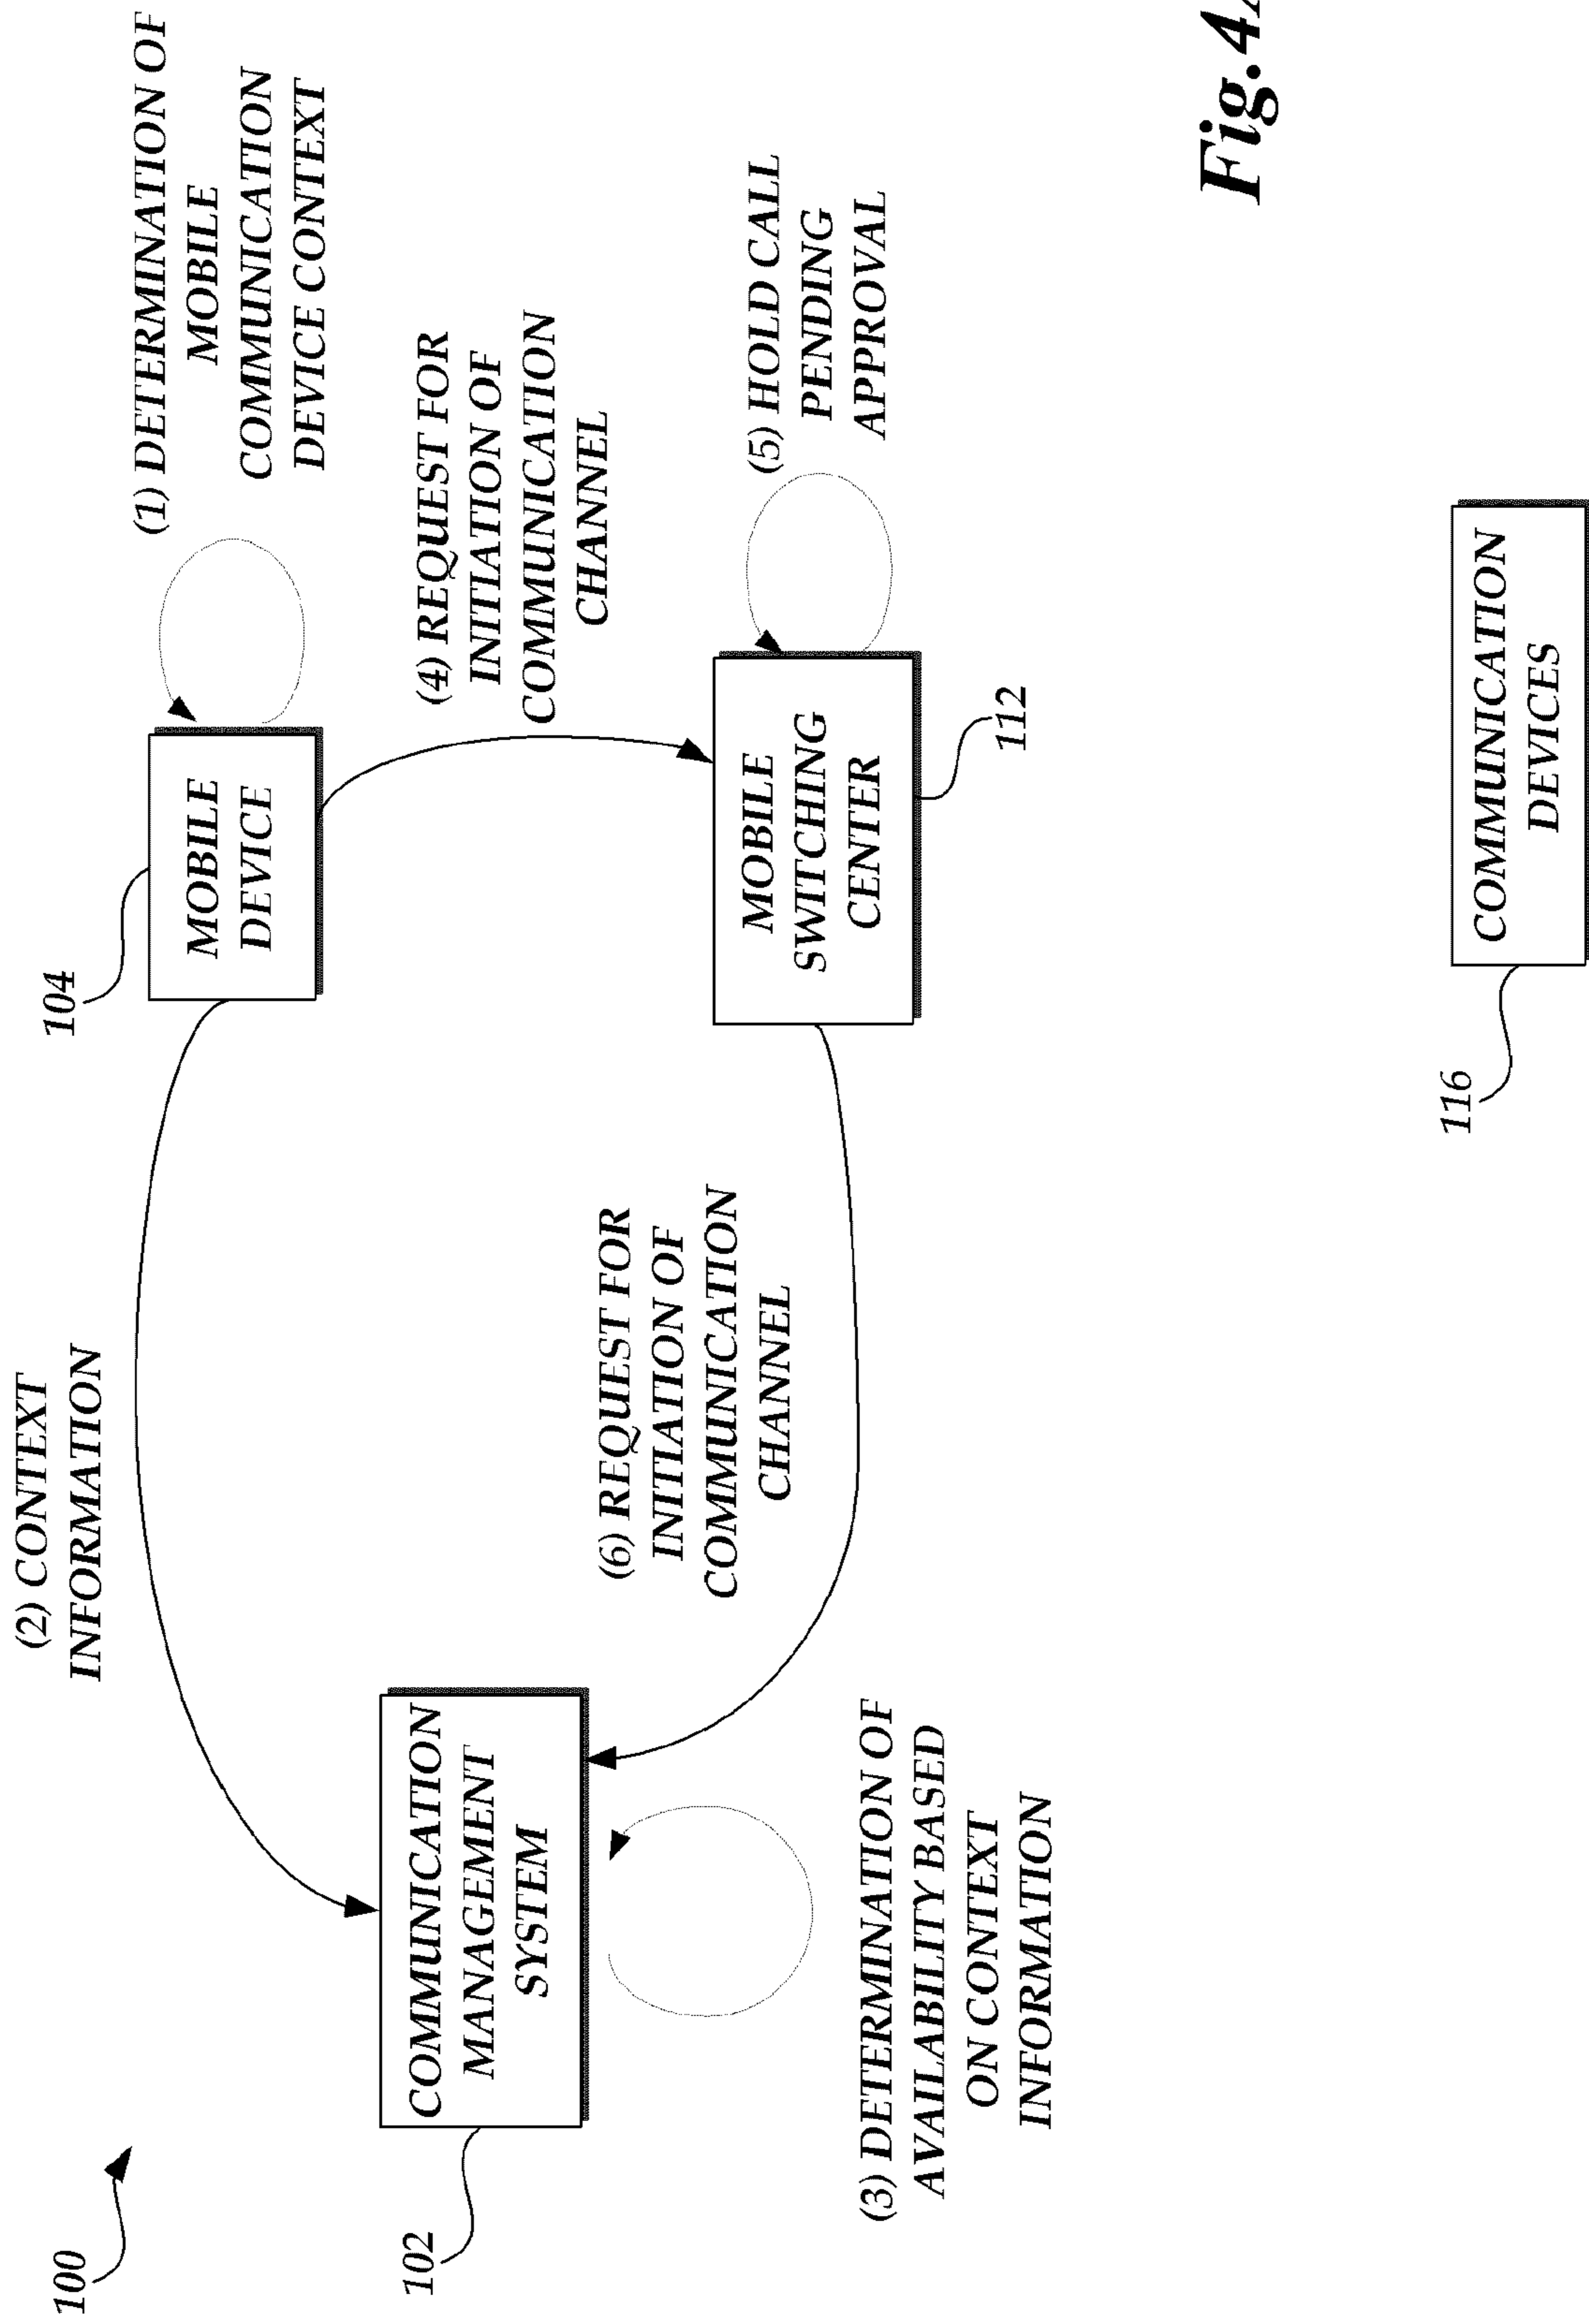 100
(2) CONTEXT
INFORMATION
104
(1) DETERMINATION OF
MOBILE
COMMUNICATION
DEVICE CONTEXT
MOBILE
DEVICE
102
COMMUNICATION
MANAGEMENT
SYSTEM
(4) REQUEST FOR
INITIATION OF
COMMUNICATION
CHANNEL
(6) REQUEST FOR
INITIATION OF
COMMUNICATION
CHANNEL
MOBILE
SWITCHING
CENTER
(5) HOLD CALL
PENDING
APPROVAL
112
(3) DETERMINATION OF
AVAILABILITY BASED
ON CONTEXT
INFORMATION
Fig.4
116
COMMUNICATION
DEVICES